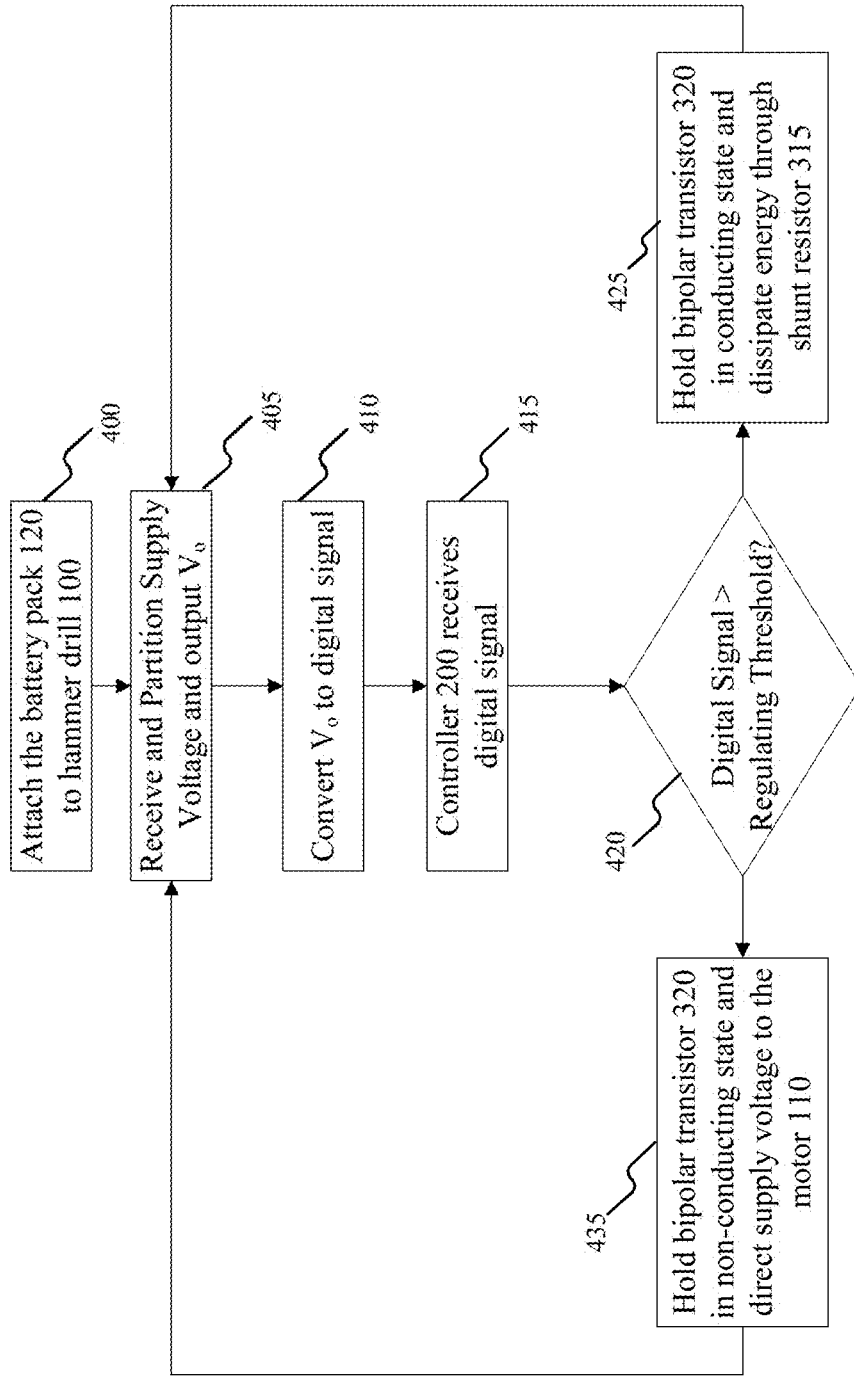 Attach the battery pack 120
to hammer drill 100
400
Receive and Partition Supply
Voltage and output Vₒ
405
Convert Vₒ to digital signal
410
Controller 200 receives
digital signal
415
Digital Signal >
Regulating Threshold?
420
Hold bipolar transistor 320
in non-conducting state and
direct supply voltage to the
motor 110
435
Hold bipolar transistor 320
in conducting state and
dissipate energy through
shunt resistor 315
425